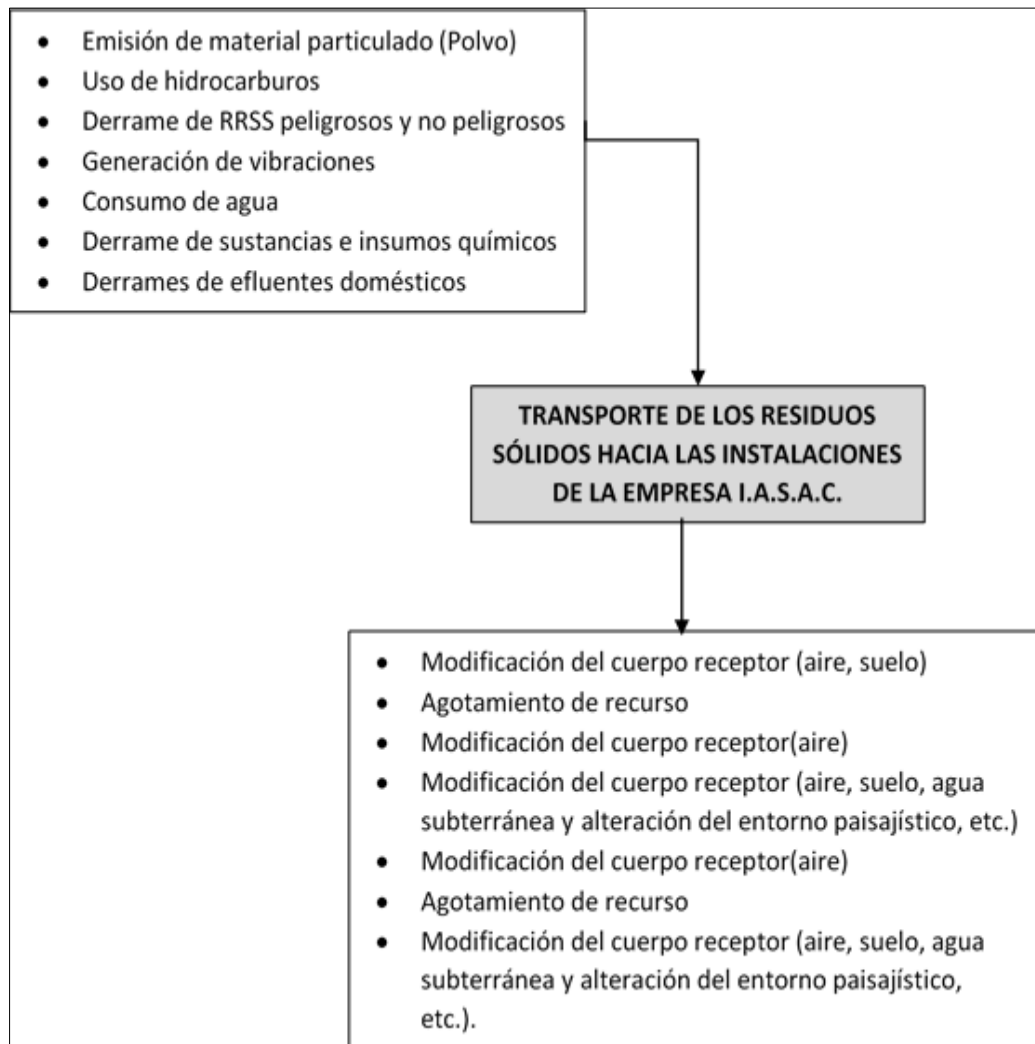 • Emisión de material particulado (Polvo)
• Uso de hidrocarburos
• Derrame de RRSS peligrosos y no peligrosos
• Generación de vibraciones
• Consumo de agua
• Derrame de sustancias e insumos químicos
• Derrames de efluentes domésticos
TRANSPORTE DE LOS RESIDUOS
SÓLIDOS HACIA LAS INSTALACIONES
DE LA EMPRESA I.A.S.A.C.
• Modificación del cuerpo receptor (aire, suelo)
• Agotamiento de recurso
• Modificación del cuerpo receptor(aire)
• Modificación del cuerpo receptor (aire, suelo, agua
subterránea y alteración del entorno paisajístico, etc.)
• Modificación del cuerpo receptor(aire)
• Agotamiento de recurso
• Modificación del cuerpo receptor (aire, suelo, agua
subterránea y alteración del entorno paisajístico,
etc.).